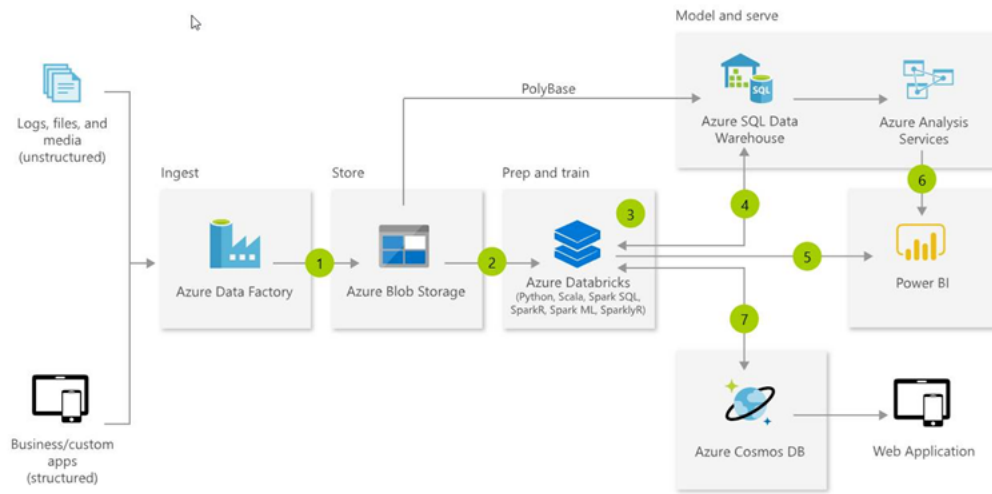 Model and serve
PolyBase
SQL
Azure SQL Data
Warehouse
Azure Analysis
Services
Logs, files, and
media
(unstructured)
Ingest
Store
Prep and train
3
4
6
1
2
5
Azure Data Factory
Azure Blob Storage
Azure Databricks
(Python, Scala, Spark SQL,
SparkR, Spark ML, SparklyR)
Power BI
7
Business/custom
apps
(structured)
Azure Cosmos DB
Web Application